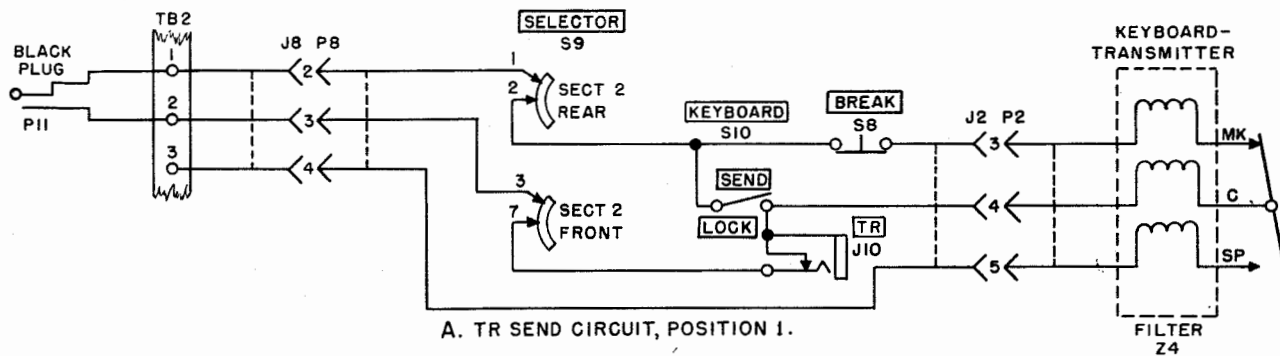 TB2
BLACK
PLUG
P11
1
2
3
J8 P8
2
3
4
SELECTOR
S9
1
2
SECT 2
REAR
3
7
SECT 2
FRONT
KEYBOARD
S10
BREAK
S8
SEND
LOCK
TR
J10
J2 P2
3
4
5
KEYBOARD-
TRANSMITTER
MK
C
SP
FILTER
Z4
A. TR SEND CIRCUIT, POSITION 1.